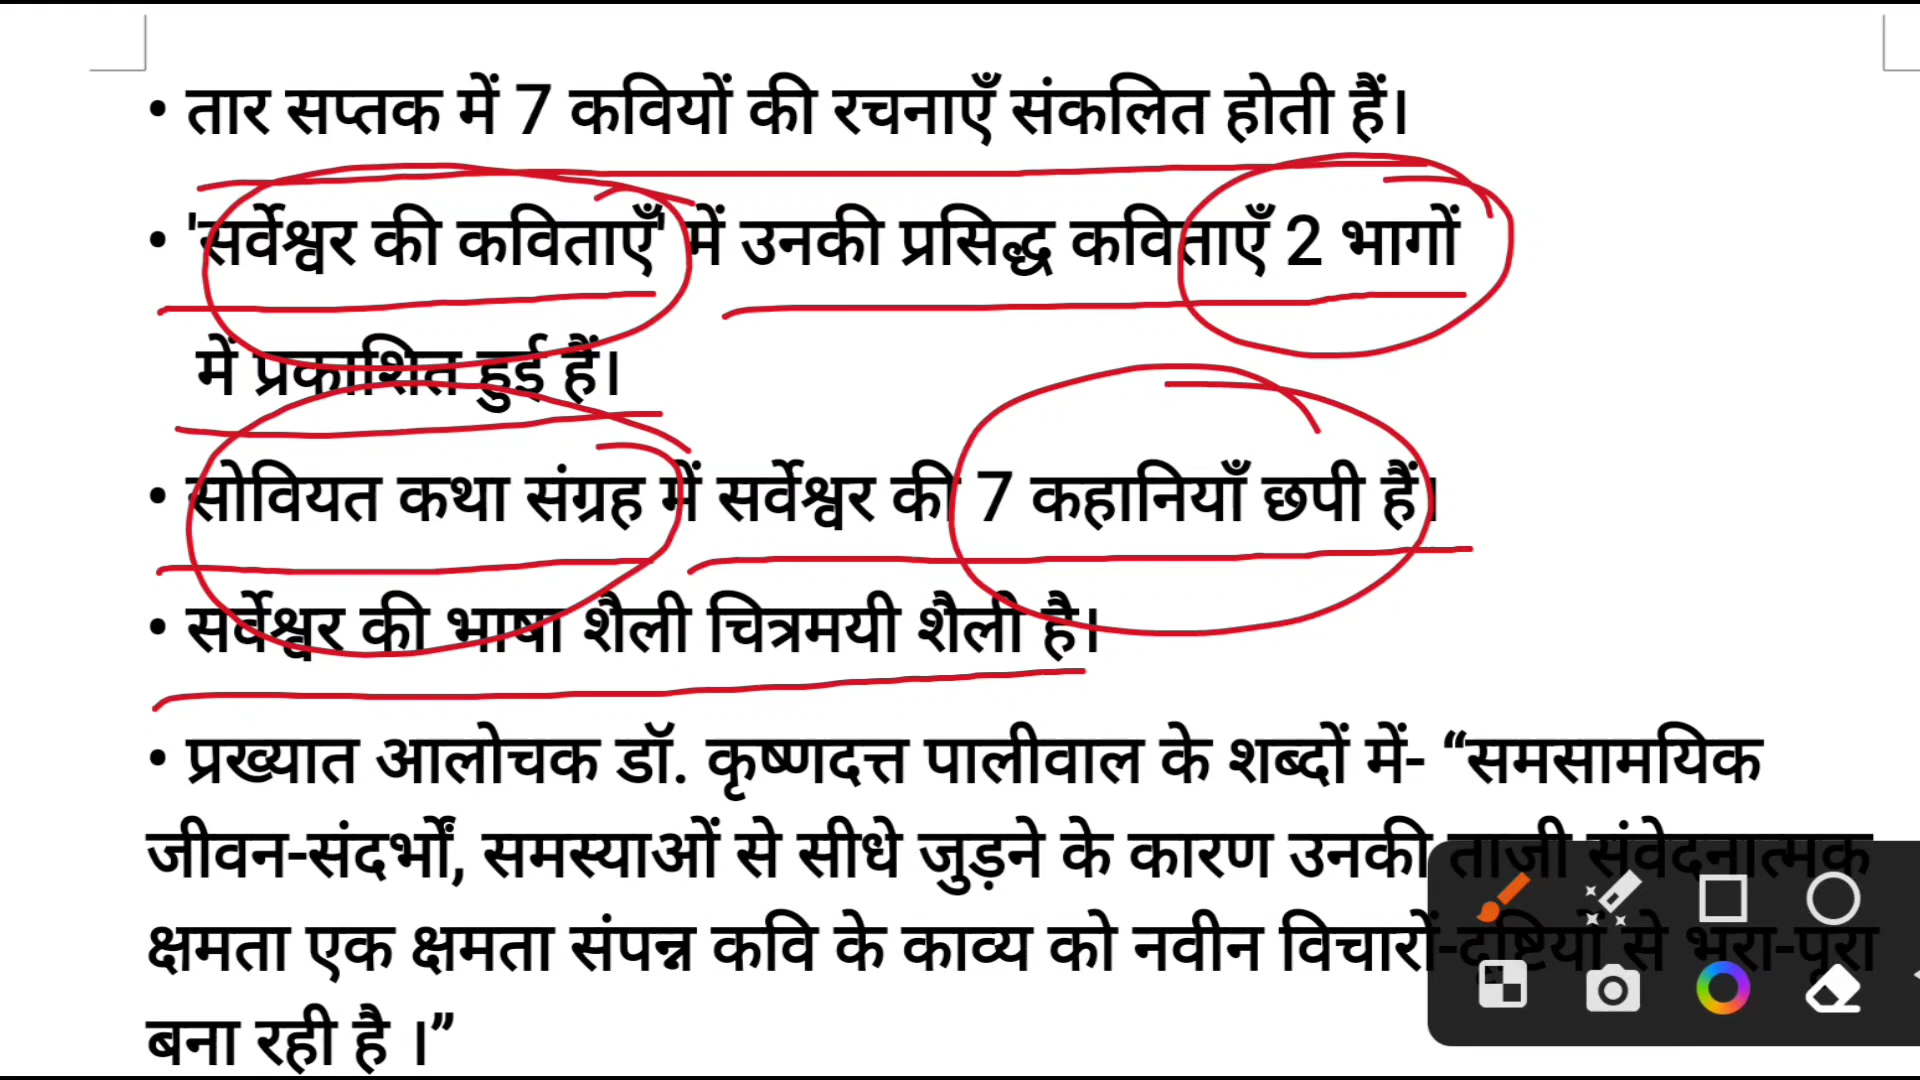 • तार सप्तक में 7 कवियों की रचनाएँ संकलित होती हैं।
• 'सर्वेश्वर की कविताएँ' में उनकी प्रसिद्ध कविताएँ 2 भागों
में प्रकाशित हुई हैं।
• सोवियत कथा संग्रह में सर्वेश्वर की 7 कहानियाँ छपी हैं।
• सर्वेश्वर की भाषा शैली चित्रमयी शैली है।
• प्रख्यात आलोचक डॉ. कृष्णदत्त पालीवाल के शब्दों में- “समसामयिक
जीवन-संदर्भों, समस्याओं से सीधे जुड़ने के कारण उनकी ताजी संवेदनात्मक
क्षमता एक क्षमता संपन्न कवि के काव्य को नवीन विचारों-दृष्टियों से भरा-पूरा
बना रही है ।”